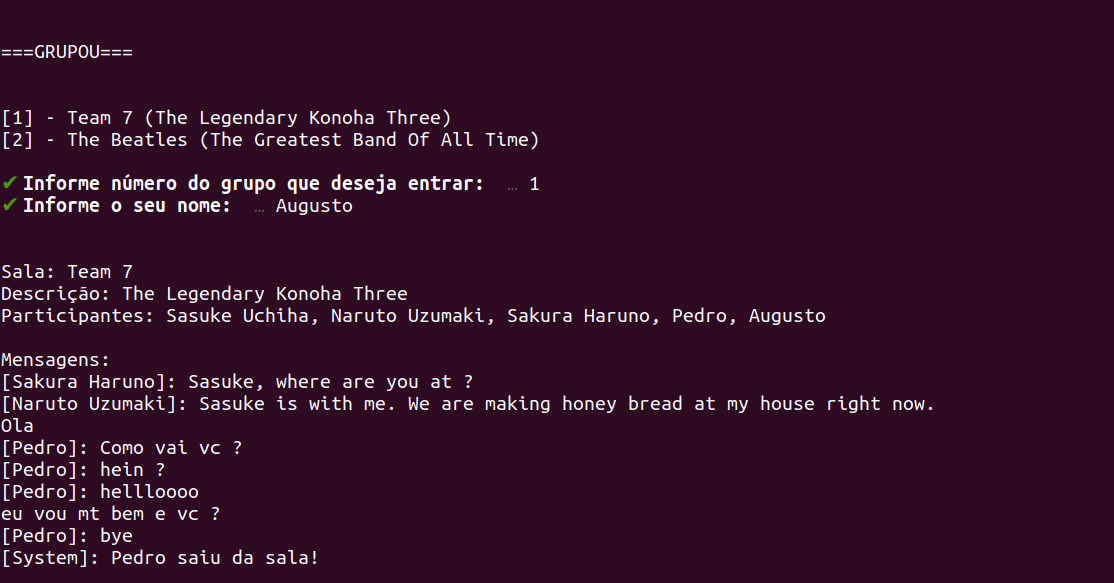 ===GRUPOU===
[1] - Team 7 (The Legendary Konoha Three)
[2] - The Beatles (The Greatest Band Of All Time)
✔ Informe número do grupo que deseja entrar: … 1
✔ Informe o seu nome: … Augusto
Sala: Team 7
Descrição: The Legendary Konoha Three
Participantes: Sasuke Uchiha, Naruto Uzumaki, Sakura Haruno, Pedro, Augusto
Mensagens:
[Sakura Haruno]: Sasuke, where are you at ?
[Naruto Uzumaki]: Sasuke is with me. We are making honey bread at my house right now.
Ola
[Pedro]: Como vai vc ?
[Pedro]: hein ?
[Pedro]: hellloooo
eu vou mt bem e vc ?
[Pedro]: bye
[System]: Pedro saiu da sala!